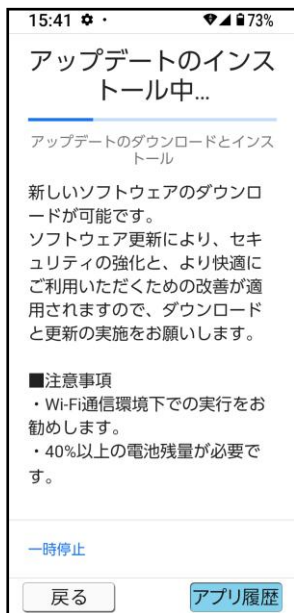 15:41 73%
アップデートのインス
トール中...
アップデートのダウンロードとインス
トール
新しいソフトウェアのダウンロ
ードが可能です。
ソフトウェア更新により、セキ
ュリティの強化と、より快適に
ご利用いただくための改善が適
用されますので、ダウンロード
と更新の実施をお願いします。
■注意事項
・Wi-Fi通信環境下での実行をお
勧めします。
・40%以上の電池残量が必要で
す。
一時停止
戻る アプリ履歴